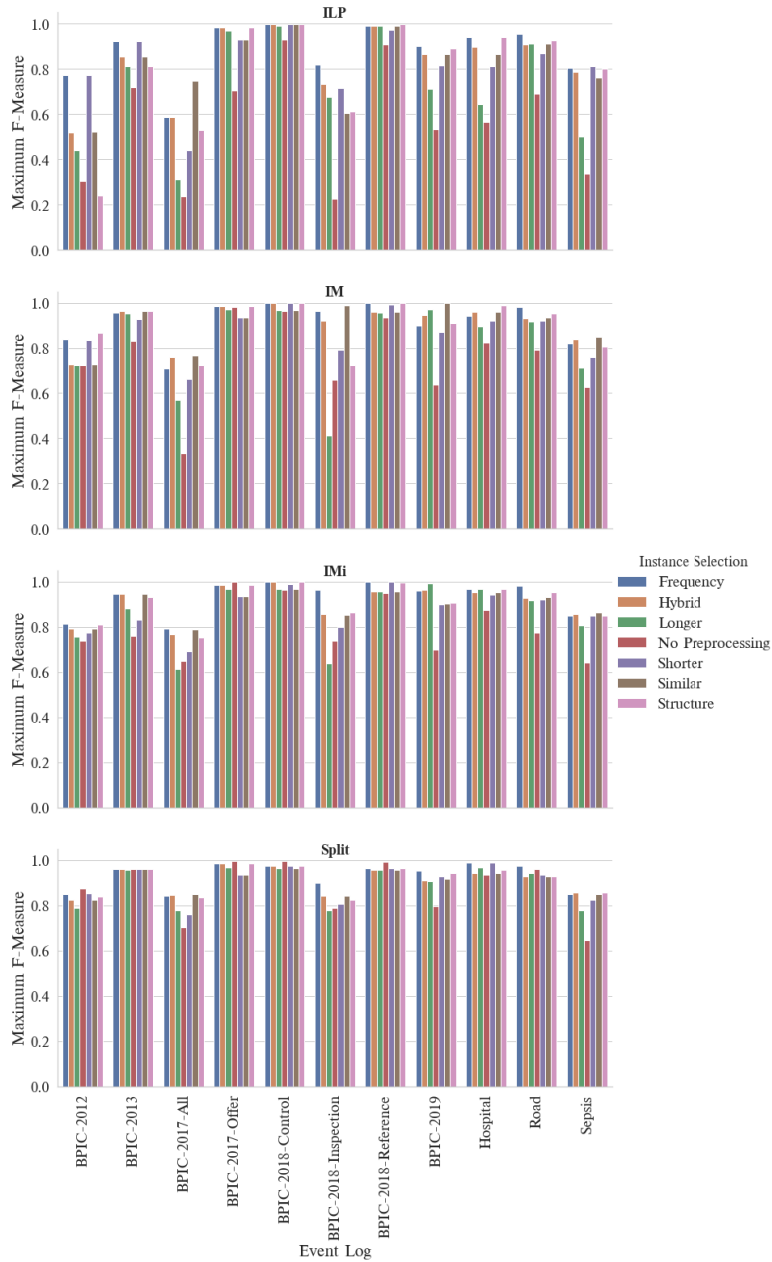 ILP
Maximum F-Measure
1.0
0.8
0.6
0.4
0.2
0.0
IM
Maximum F-Measure
1.0
0.8
0.6
0.4
0.2
0.0
IMi
Maximum F-Measure
1.0
0.8
0.6
0.4
0.2
0.0
Instance Selection
Frequency
Hybrid
Longer
No Preprocessing
Shorter
Similar
Structure
Split
Maximum F-Measure
1.0
0.8
0.6
0.4
0.2
0.0
BPIC-2012
BPIC-2013
BPIC-2017-All
BPIC-2017-Offer
BPIC-2018-Control
BPIC-2018-Inspection
BPIC-2018-Reference
BPIC-2019
Hospital
Road
Sepsis
Event Log